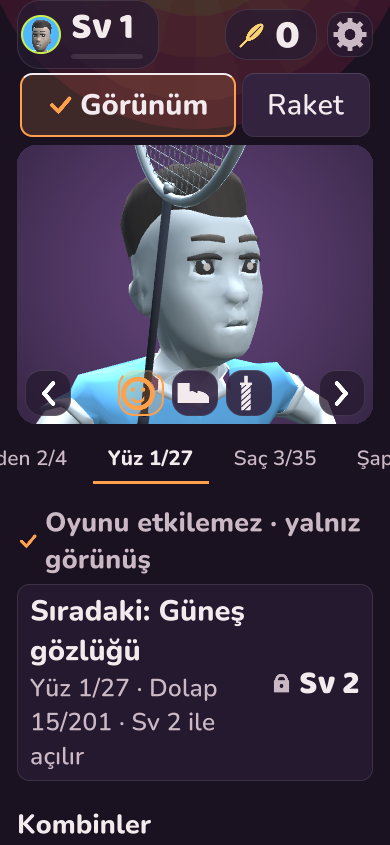 Sv 1
0
Görünüm
Raket
den 2/4
Yüz 1/27
Saç 3/35
Şap
Oyunu etkilemez · yalnız
görünüş
Sıradaki: Güneş
gözlüğü
Yüz 1/27 · Dolap
15/201 · Sv 2 ile
açılır
Sv 2
Kombinler